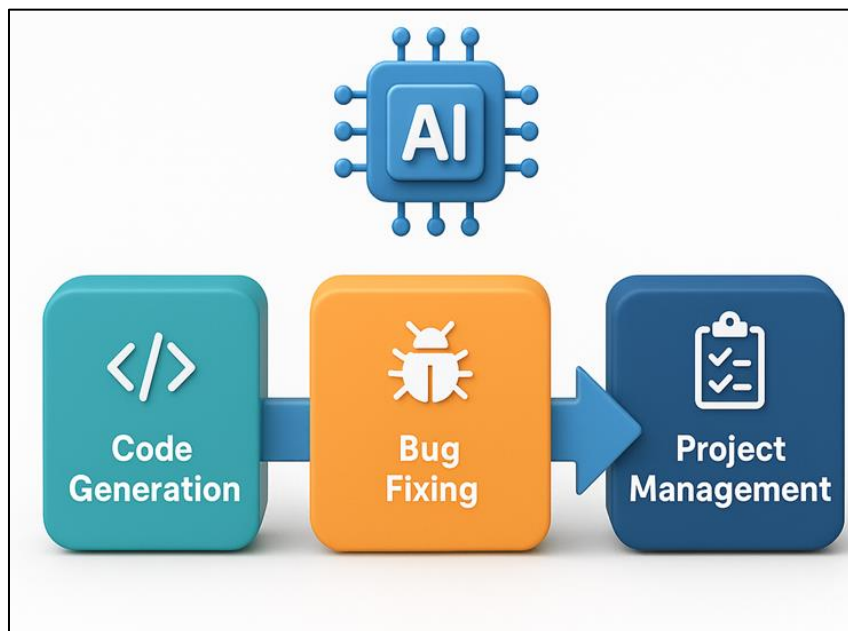 AI
</>
Code
Generation
Bug
Fixing
Project
Management